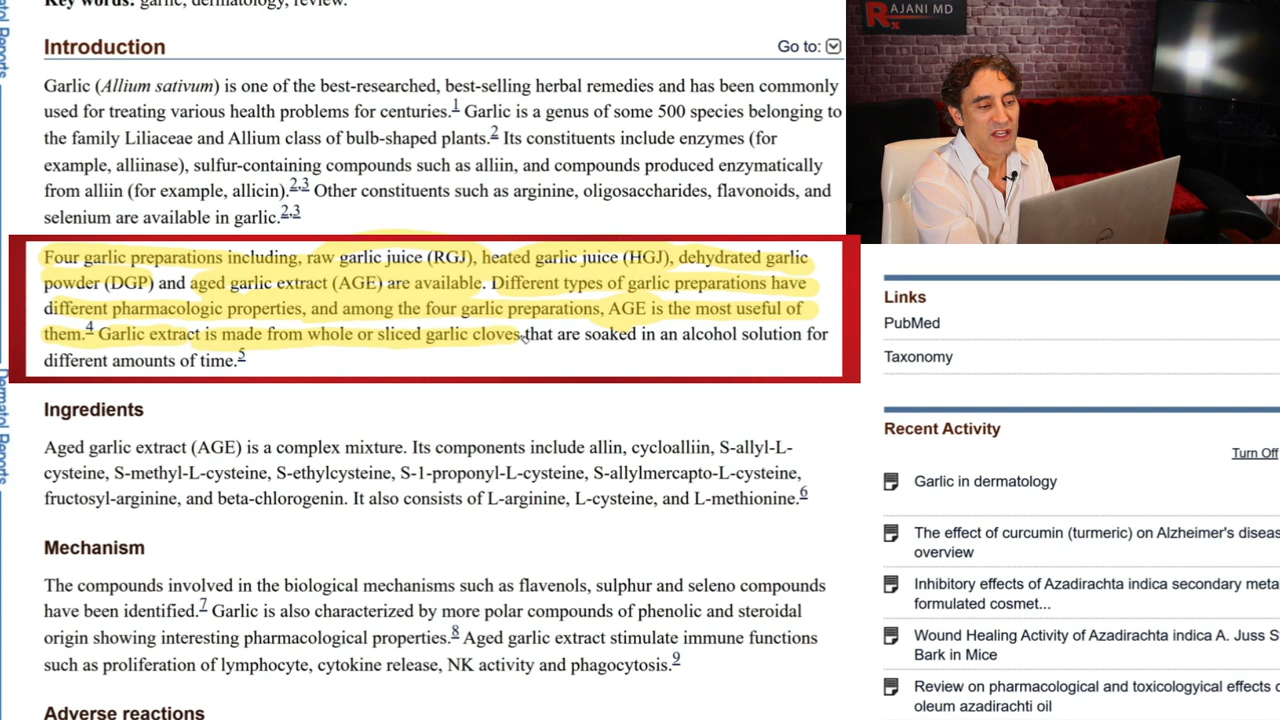 Key words: garlic, dermatology, review.
Introduction
Go to:
Garlic (Allium sativum) is one of the best-researched, best-selling herbal remedies and has been commonly
used for treating various health problems for centuries.1 Garlic is a genus of some 500 species belonging to
the family Liliaceae and Allium class of bulb-shaped plants.2 Its constituents include enzymes (for
example, alliinase), sulfur-containing compounds such as alliin, and compounds produced enzymatically
from alliin (for example, allicin).2,3 Other constituents such as arginine, oligosaccharides, flavonoids, and
selenium are available in garlic.2,3
Four garlic preparations including, raw garlic juice (RGJ), heated garlic juice (HGJ), dehydrated garlic
powder (DGP) and aged garlic extract (AGE) are available. Different types of garlic preparations have
different pharmacologic properties, and among the four garlic preparations, AGE is the most useful of
them.4 Garlic extract is made from whole or sliced garlic cloves that are soaked in an alcohol solution for
different amounts of time.5
Ingredients
Aged garlic extract (AGE) is a complex mixture. Its components include allin, cycloalliin, S-allyl-L-
cysteine, S-methyl-L-cysteine, S-ethylcysteine, S-1-proponyl-L-cysteine, S-allylmercapto-L-cysteine,
fructosyl-arginine, and beta-chlorogenin. It also consists of L-arginine, L-cysteine, and L-methionine.6
Mechanism
The compounds involved in the biological mechanisms such as flavenols, sulphur and seleno compounds
have been identified.7 Garlic is also characterized by more polar compounds of phenolic and steroidal
origin showing interesting pharmacological properties.8 Aged garlic extract stimulate immune functions
such as proliferation of lymphocyte, cytokine release, NK activity and phagocytosis.9
Adverse reactions
Reports
Dermatol Reports
Rx RAJANI MD
DELL
Links
PubMed
Taxonomy
Recent Activity
Turn Off
Garlic in dermatology
The effect of curcumin (turmeric) on Alzheimer's diseas
overview
Inhibitory effects of Azadirachta indica secondary meta
formulated cosmet...
Wound Healing Activity of Azadirachta indica A. Juss S
Bark in Mice
Review on pharmacological and toxicologyical effects o
oleum azadirachti oil